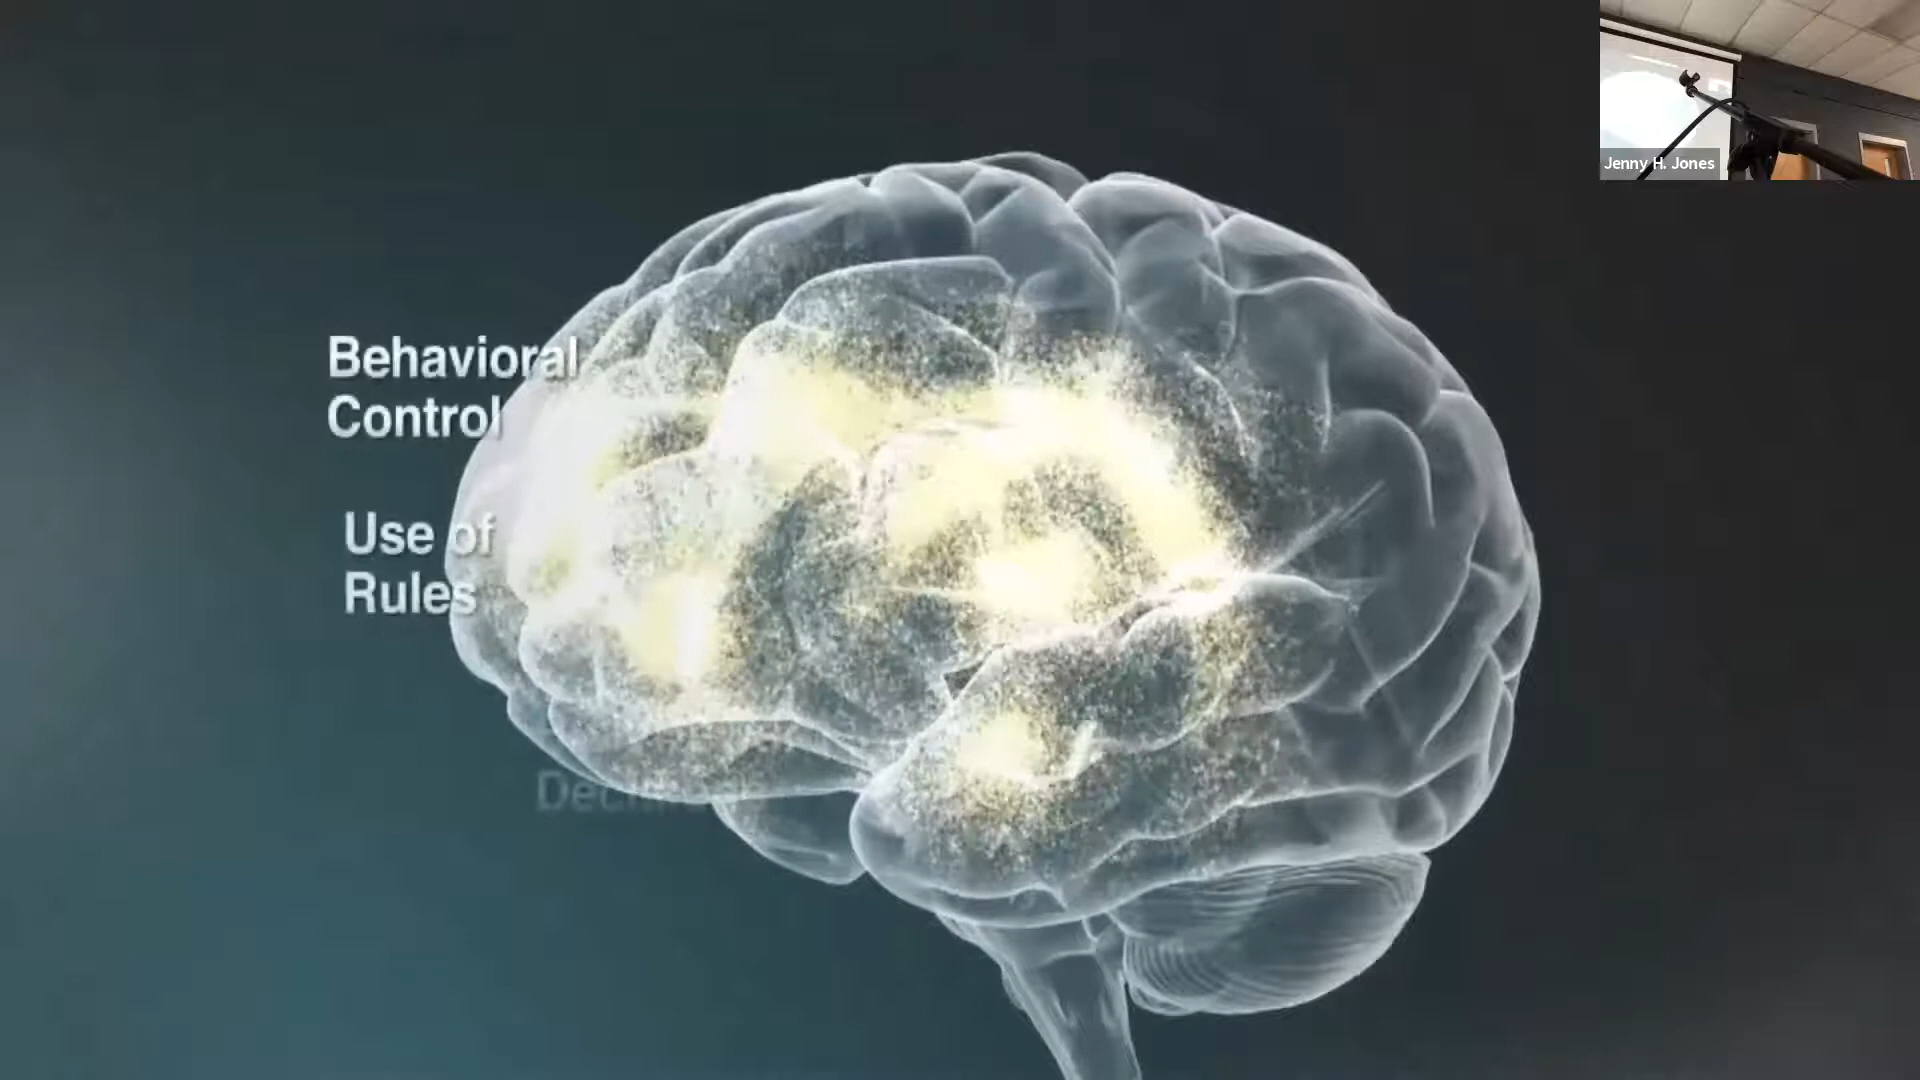 Jenny H. Jones
Behavioral
Control
Use of
Rules